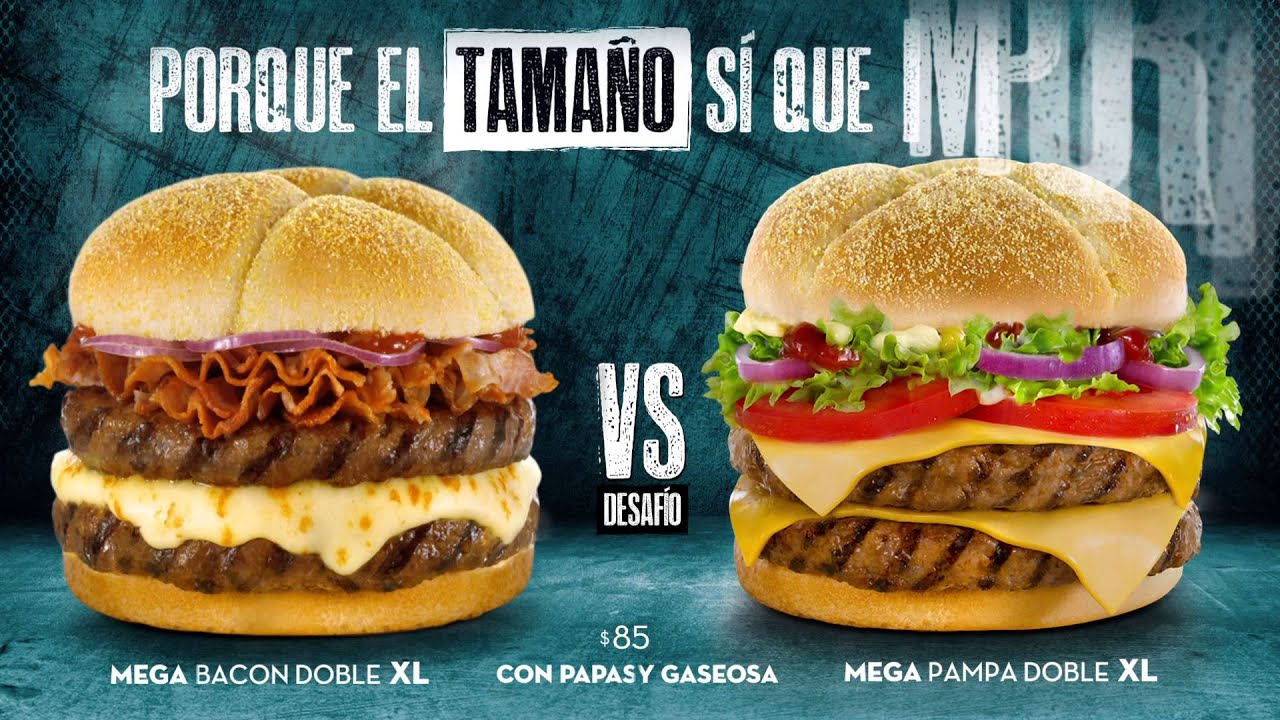 PORQUE EL TAMAÑO SÍ QUE
VS
DESAFÍO
$85
MEGA BACON DOBLE XL
CON PAPAS Y GASEOSA
MEGA PAMPA DOBLE XL